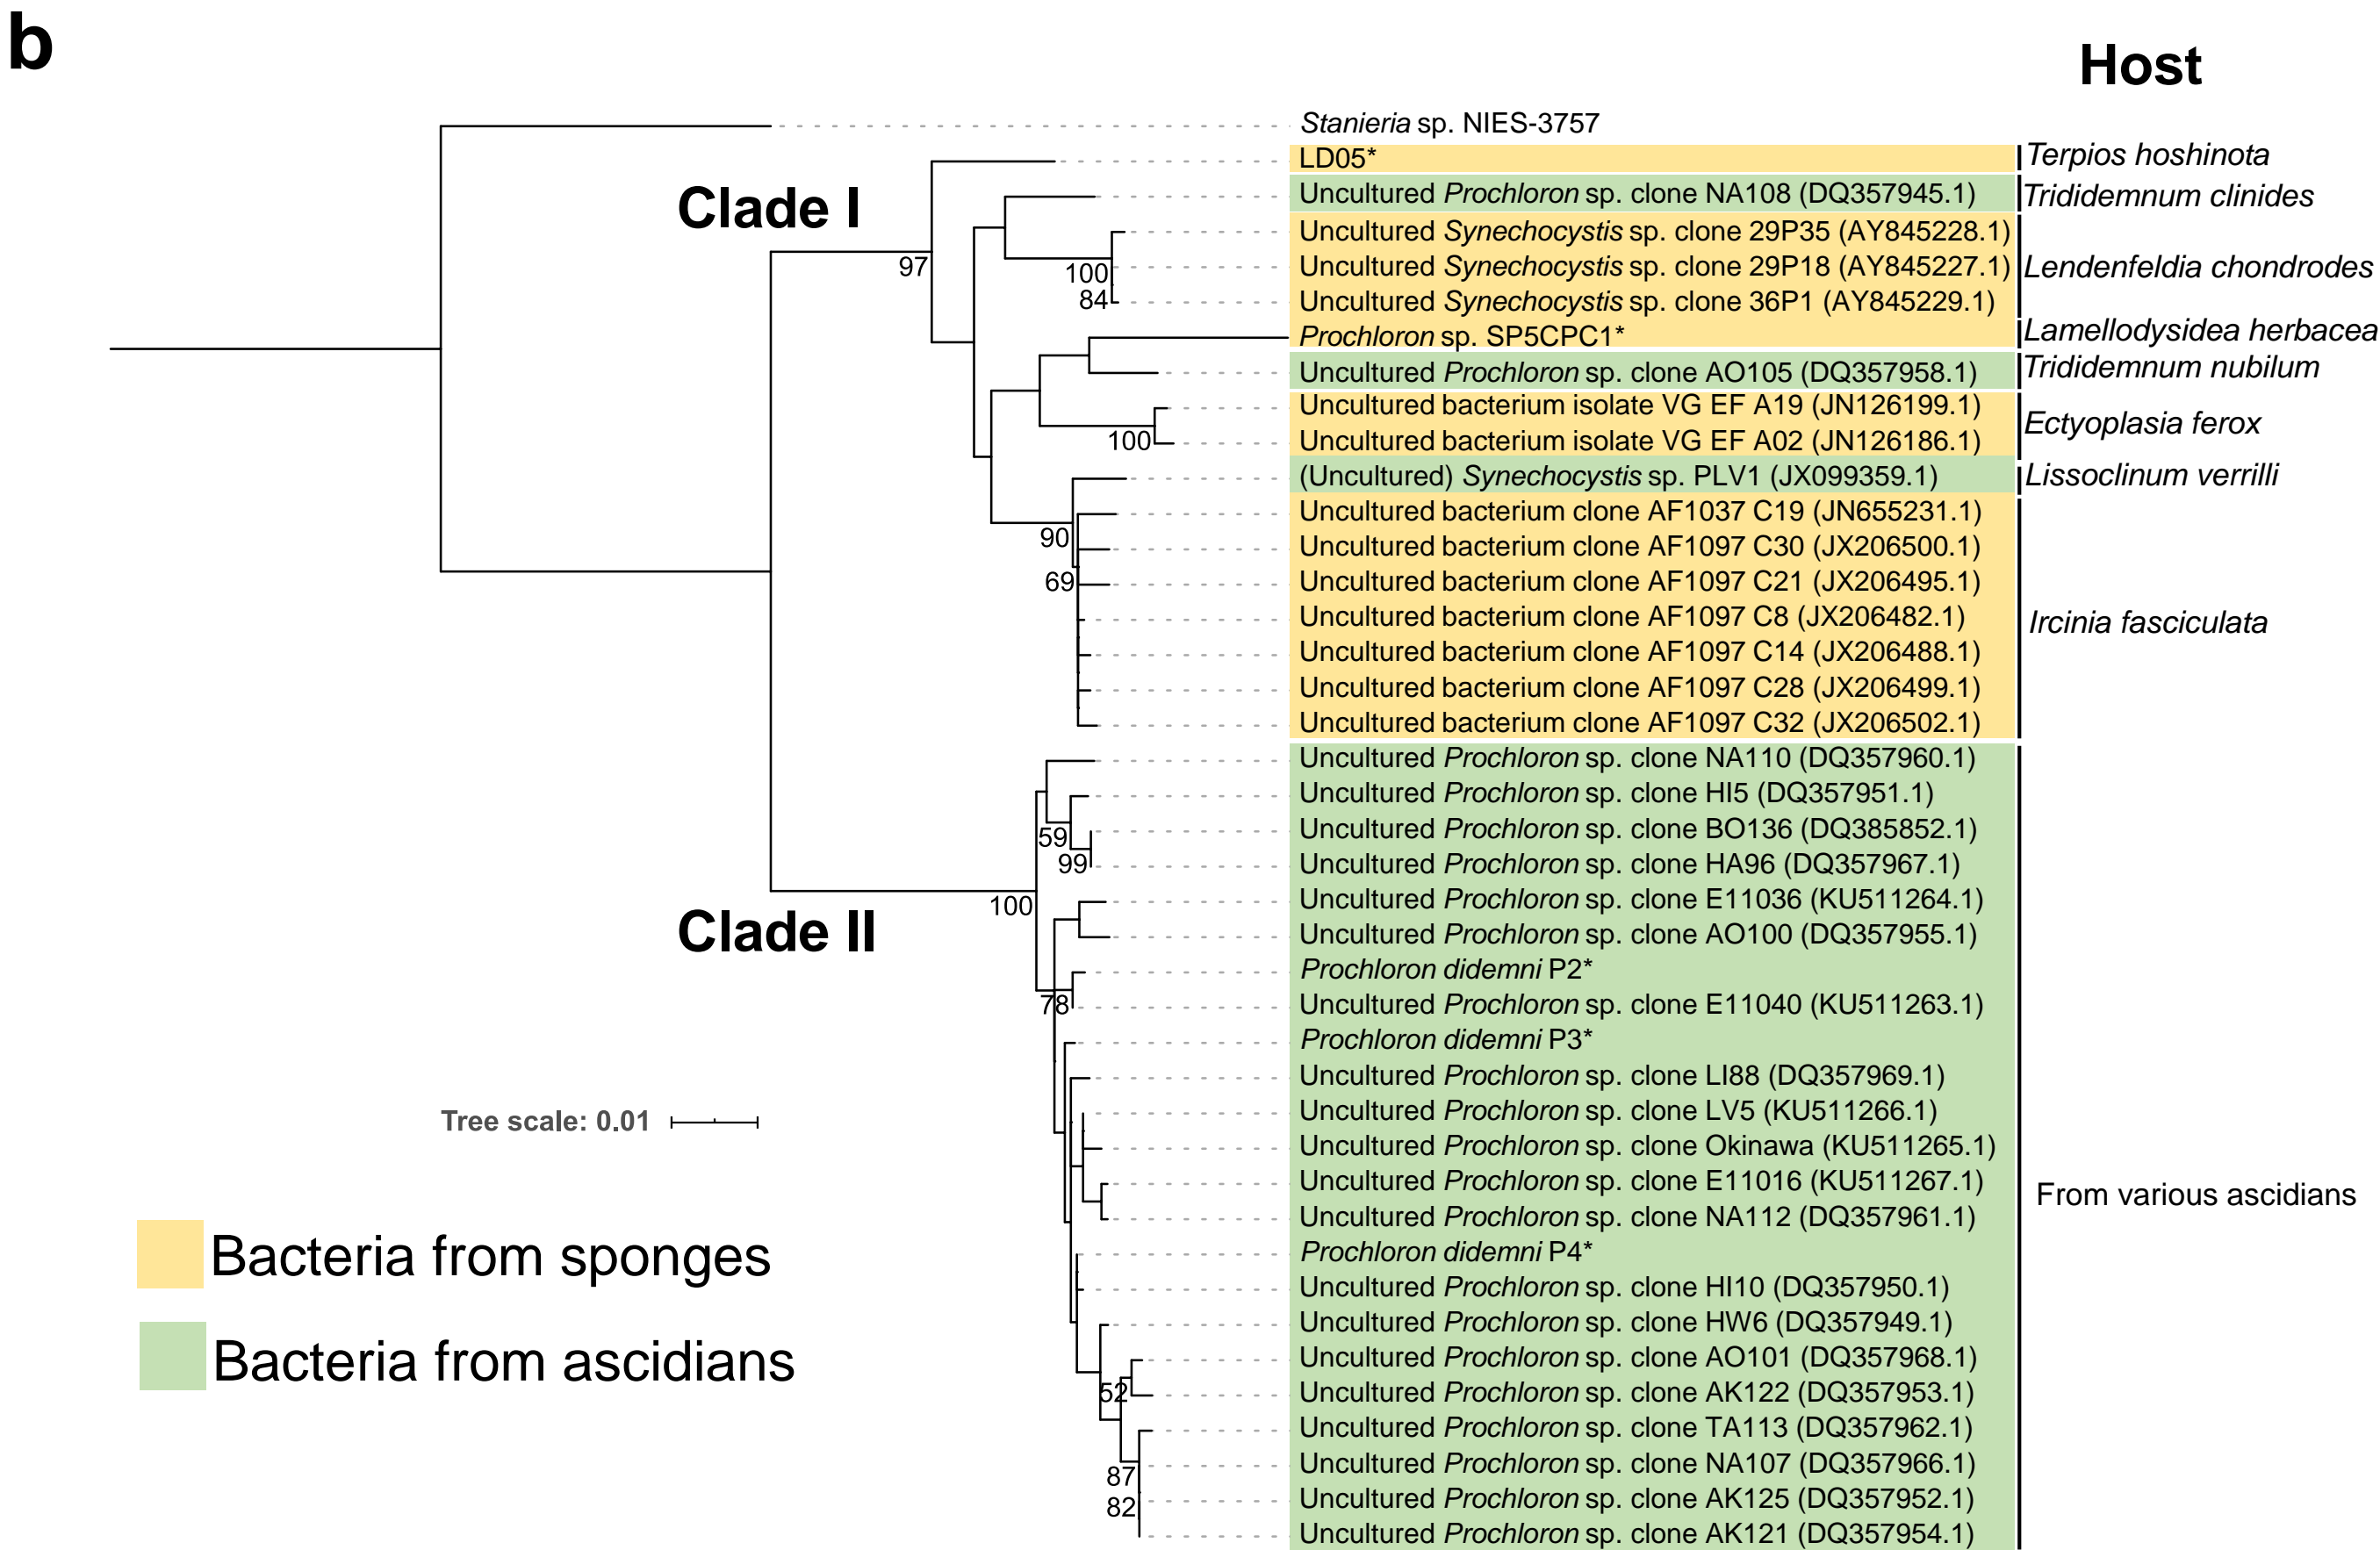 b
Host
Stanieria sp. NIES-3757
LD05*
Terpios hoshinota
Clade I
Uncultured Prochloron sp. clone NA108 (DQ357945.1)
Trididemnum clinides
Uncultured Synechocystis sp. clone 29P35 (AY845228.1)
97
100
Uncultured Synechocystis sp. clone 29P18 (AY845227.1)
Lendenfeldia chondrodes
84
Uncultured Synechocystis sp. clone 36P1 (AY845229.1)
Prochloron sp. SP5CPC1*
Lamellodysidea herbacea
Uncultured Prochloron sp. clone AO105 (DQ357958.1)
Trididemnum nubilum
Uncultured bacterium isolate VG EF A19 (JN126199.1)
Ectyoplasia ferox
100
Uncultured bacterium isolate VG EF A02 (JN126186.1)
(Uncultured) Synechocystis sp. PLV1 (JX099359.1)
Lissoclinum verrilli
Uncultured bacterium clone AF1037 C19 (JN655231.1)
90
Uncultured bacterium clone AF1097 C30 (JX206500.1)
69
Uncultured bacterium clone AF1097 C21 (JX206495.1)
Uncultured bacterium clone AF1097 C8 (JX206482.1)
Ircinia fasciculata
Uncultured bacterium clone AF1097 C14 (JX206488.1)
Uncultured bacterium clone AF1097 C28 (JX206499.1)
Uncultured bacterium clone AF1097 C32 (JX206502.1)
Uncultured Prochloron sp. clone NA110 (DQ357960.1)
Uncultured Prochloron sp. clone HI5 (DQ357951.1)
59
Uncultured Prochloron sp. clone BO136 (DQ385852.1)
99
Uncultured Prochloron sp. clone HA96 (DQ357967.1)
100
Uncultured Prochloron sp. clone E11036 (KU511264.1)
Clade II
Uncultured Prochloron sp. clone AO100 (DQ357955.1)
Prochloron didemni P2*
78
Uncultured Prochloron sp. clone E11040 (KU511263.1)
Prochloron didemni P3*
Uncultured Prochloron sp. clone LI88 (DQ357969.1)
Tree scale: 0.01
Uncultured Prochloron sp. clone LV5 (KU511266.1)
Uncultured Prochloron sp. clone Okinawa (KU511265.1)
Uncultured Prochloron sp. clone E11016 (KU511267.1)
From various ascidians
Uncultured Prochloron sp. clone NA112 (DQ357961.1)
Bacteria from sponges
Prochloron didemni P4*
Uncultured Prochloron sp. clone HI10 (DQ357950.1)
Uncultured Prochloron sp. clone HW6 (DQ357949.1)
Bacteria from ascidians
Uncultured Prochloron sp. clone AO101 (DQ357968.1)
52
Uncultured Prochloron sp. clone AK122 (DQ357953.1)
Uncultured Prochloron sp. clone TA113 (DQ357962.1)
87
Uncultured Prochloron sp. clone NA107 (DQ357966.1)
82
Uncultured Prochloron sp. clone AK125 (DQ357952.1)
Uncultured Prochloron sp. clone AK121 (DQ357954.1)